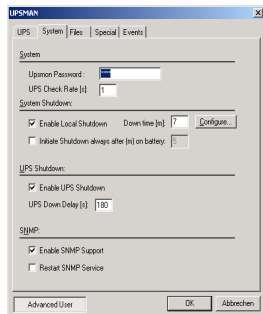 UPSMAN
UPS System Files Special Events
System
Upsmon Password : ****
UPS Check Rate [s]: 1
System Shutdown:
Enable Local Shutdown Down time [m]: 7 Configure...
Initiate Shutdown always after (m) on battery: 5
UPS Shutdown:
Enable UPS Shutdown
UPS Down Delay [s]: 180
SNMP:
Enable SNMP Support
Restart SNMP Service
Advanced User OK Abbrechen